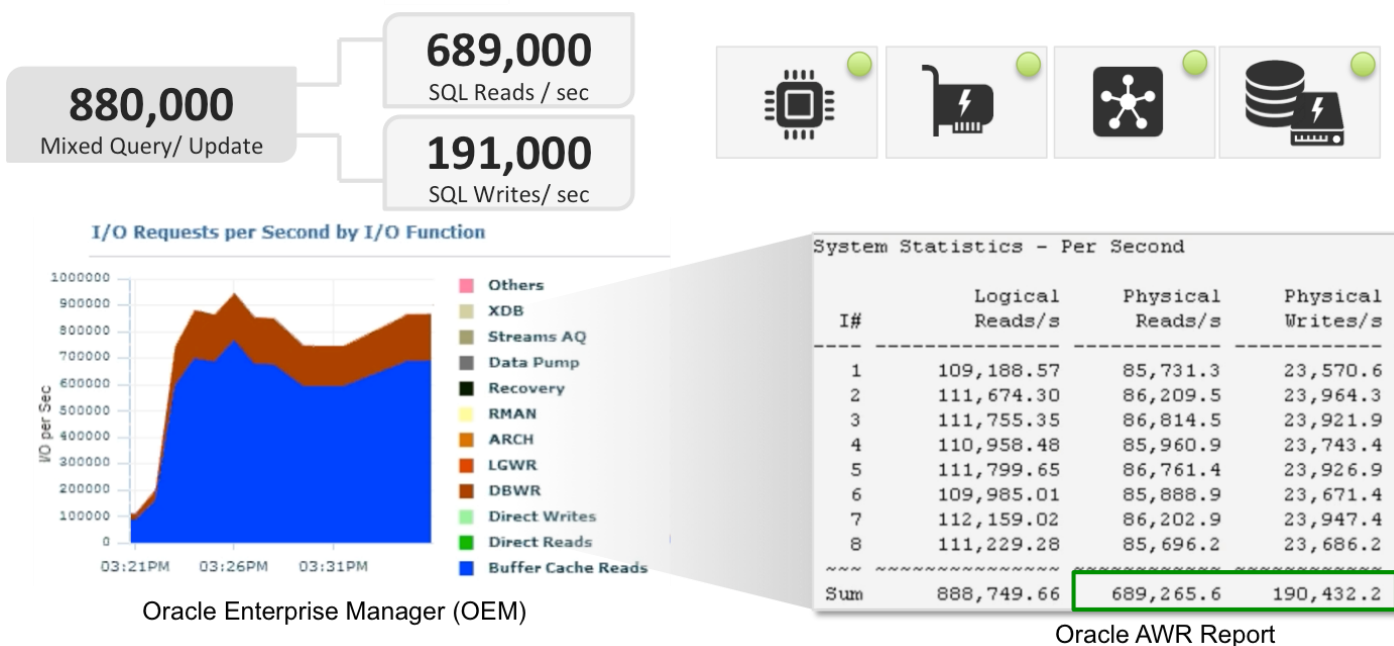 880,000
Mixed Query/ Update
689,000
SQL Reads / sec
191,000
SQL Writes/ sec
I/O Requests per Second by I/O Function
I/O per Sec
1000000
900000
800000
700000
600000
500000
400000
300000
200000
100000
0
03:21PM 03:26PM 03:31PM
Others
XDB
Streams AQ
Data Pump
Recovery
RMAN
ARCH
LGWR
DBWR
Direct Writes
Direct Reads
Buffer Cache Reads
Oracle Enterprise Manager (OEM)
System Statistics - Per Second
Logical Physical Physical
I# Reads/s Reads/s Writes/s
---- --------------- ------------ ------------
1 109,188.57 85,731.3 23,570.6
2 111,674.30 86,209.5 23,964.3
3 111,755.35 86,814.5 23,921.9
4 110,958.48 85,960.9 23,743.4
5 111,799.65 86,761.4 23,926.9
6 109,985.01 85,888.9 23,671.4
7 112,159.02 86,202.9 23,947.4
8 111,229.28 85,696.2 23,686.2
~~~ ~~~~~~~~~~~~~~~ ~~~~~~~~~~~~ ~~~~~~~~~~~~
Sum 888,749.66 689,265.6 190,432.2
Oracle AWR Report